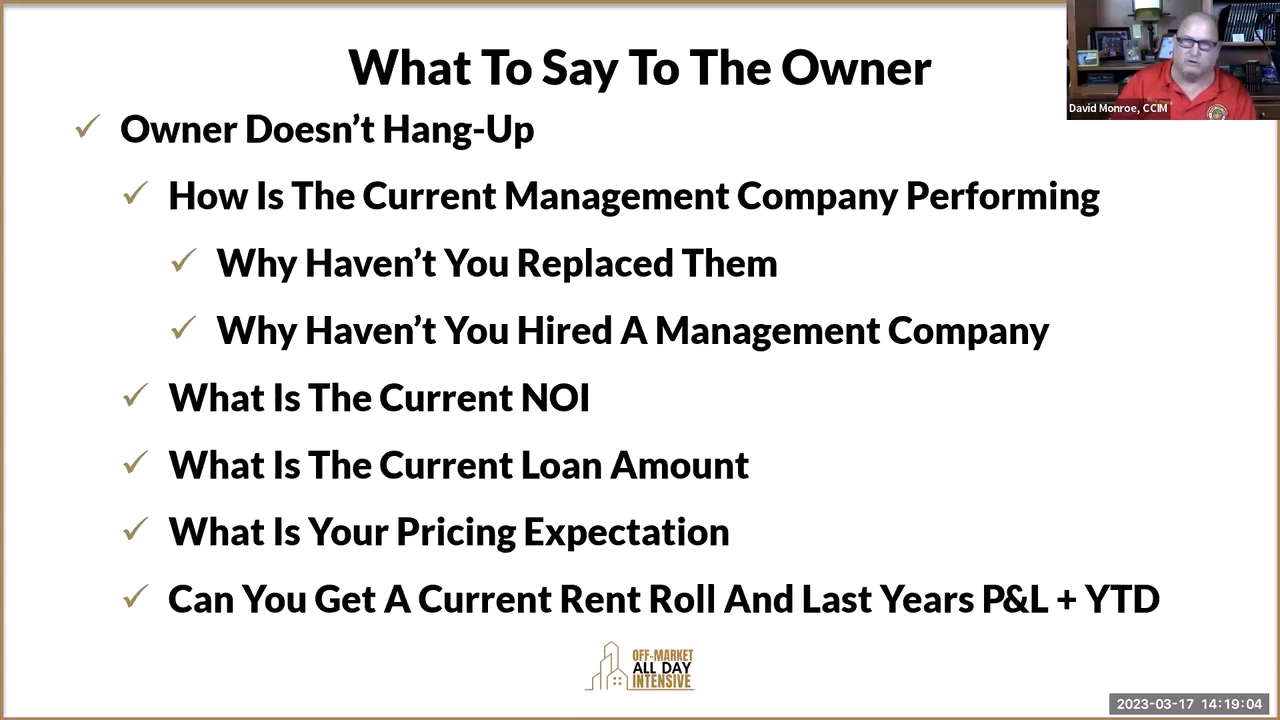 What To Say To The Owner
David Monroe, CCIM
✓ Owner Doesn’t Hang-Up
✓ How Is The Current Management Company Performing
✓ Why Haven’t You Replaced Them
✓ Why Haven’t You Hired A Management Company
✓ What Is The Current NOI
✓ What Is The Current Loan Amount
✓ What Is Your Pricing Expectation
✓ Can You Get A Current Rent Roll And Last Years P&L + YTD
OFF-MARKET
ALL DAY
INTENSIVE
2023-03-17 14:19:04